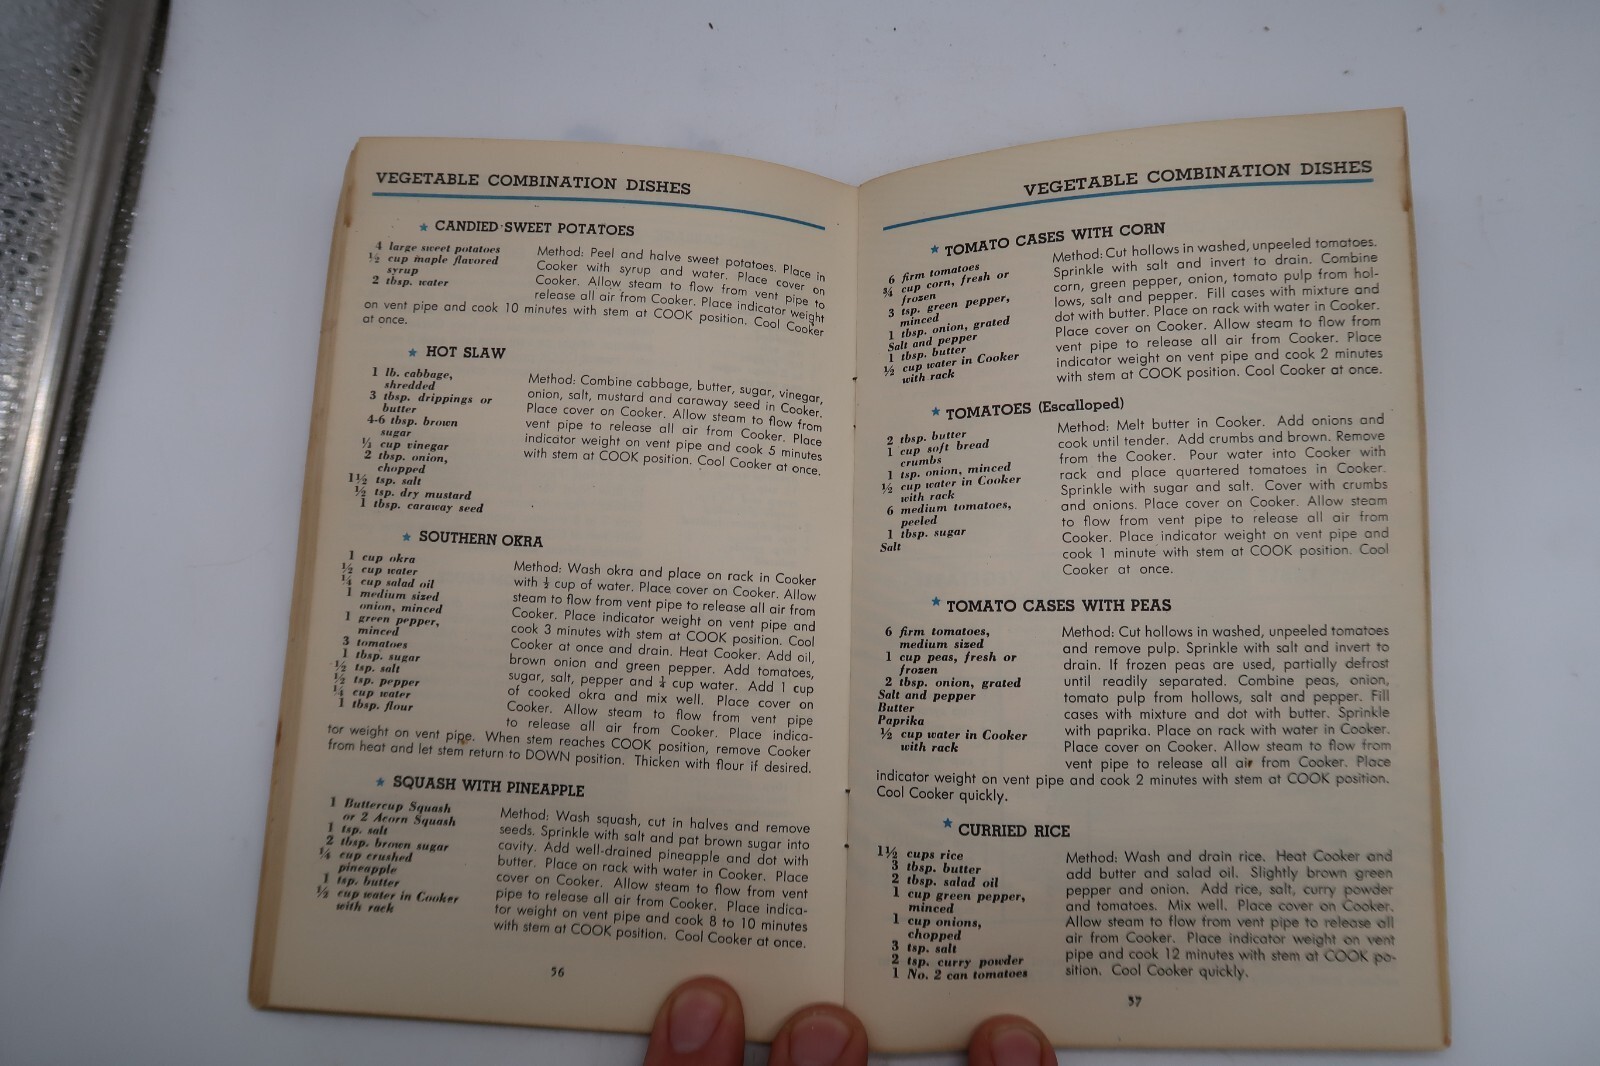 VEGETABLE COMBINATION DISHES
★ CANDIED SWEET POTATOES
4 large sweet potatoes
½ cup maple flavored
syrup
2 tbsp. water
Method: Peel and halve sweet potatoes. Place in
Cooker with syrup and water. Place cover on
Cooker. Allow steam to flow from vent pipe to
release all air from Cooker. Place indicator weight
on vent pipe and cook 10 minutes with stem at COOK position. Cool Cooker
at once.
★ HOT SLAW
1 lb. cabbage,
shredded
3 tbsp. drippings or
butter
4-6 tbsp. brown
sugar
cup vinegar
2 tbsp. onion,
chopped
1½ tsp. salt
½ tsp. dry mustard
1 tbsp. caraway seed
Method: Combine cabbage, butter, sugar, vinegar,
onion, salt, mustard and caraway seed in Cooker.
Place cover on Cooker. Allow steam to flow from
vent pipe to release all air from Cooker. Place
indicator weight on vent pipe and cook 5 minutes
with stem at COOK position. Cool Cooker at once.
★ SOUTHERN OKRA
1 cup okra
½ cup water
¼ cup salad oil
1 medium sized
onion, minced
1 green pepper,
minced
3 tomatoes
1 tbsp. sugar
½ tsp. salt
½ tsp. pepper
¼ cup water
1 tbsp. flour
Method: Wash okra and place on rack in Cooker
with ½ cup of water. Place cover on Cooker. Allow
steam to flow from vent pipe to release all air from
Cooker. Place indicator weight on vent pipe and
cook 3 minutes with stem at COOK position. Cool
Cooker at once and drain. Heat Cooker. Add oil,
brown onion and green pepper. Add tomatoes,
sugar, salt, pepper and ¼ cup water. Add 1 cup
of cooked okra and mix well. Place cover on
Cooker. Allow steam to flow from vent pipe
to release all air from Cooker. Place indica-
tor weight on vent pipe. When stem reaches COOK position, remove Cooker
from heat and let stem return to DOWN position. Thicken with flour if desired.
★ SQUASH WITH PINEAPPLE
1 Buttercup Squash
or 2 Acorn Squash
1 tsp. salt
2 tbsp. brown sugar
¼ cup crushed
pineapple
1 tsp. butter
½ cup water in Cooker
with rack
Method: Wash squash, cut in halves and remove
seeds. Sprinkle with salt and pat brown sugar into
cavity. Add well-drained pineapple and dot with
butter. Place on rack with water in Cooker. Place
cover on Cooker. Allow steam to flow from vent
pipe to release all air from Cooker. Place indica-
tor weight on vent pipe and cook 8 to 10 minutes
with stem at COOK position. Cool Cooker at once.
56
VEGETABLE COMBINATION DISHES
★ TOMATO CASES WITH CORN
6 firm tomatoes
¾ cup corn, fresh or
frozen
3 tsp. green pepper,
minced
1 tbsp. onion, grated
Salt and pepper
1 tbsp. butter
½ cup water in Cooker
with rack
Method: Cut hollows in washed, unpeeled tomatoes.
Sprinkle with salt and invert to drain. Combine
corn, green pepper, onion, tomato pulp from hol-
lows, salt and pepper. Fill cases with mixture and
dot with butter. Place on rack with water in Cooker.
Place cover on Cooker. Allow steam to flow from
vent pipe to release all air from Cooker. Place
indicator weight on vent pipe and cook 2 minutes
with stem at COOK position. Cool Cooker at once.
★ TOMATOES (Escalloped)
2 tbsp. butter
1 cup soft bread
crumbs
1 tsp. onion, minced
½ cup water in Cooker
with rack
6 medium tomatoes,
peeled
1 tbsp. sugar
Salt
Method: Melt butter in Cooker. Add onions and
cook until tender. Add crumbs and brown. Remove
from the Cooker. Pour water into Cooker with
rack and place quartered tomatoes in Cooker.
Sprinkle with sugar and salt. Cover with crumbs
and onions. Place cover on Cooker. Allow steam
to flow from vent pipe to release all air from
Cooker. Place indicator weight on vent pipe and
cook 1 minute with stem at COOK position. Cool
Cooker at once.
★ TOMATO CASES WITH PEAS
6 firm tomatoes,
medium sized
1 cup peas, fresh or
frozen
2 tbsp. onion, grated
Salt and pepper
Butter
Paprika
½ cup water in Cooker
with rack
Method: Cut hollows in washed, unpeeled tomatoes
and remove pulp. Sprinkle with salt and invert to
drain. If frozen peas are used, partially defrost
until readily separated. Combine peas, onion,
tomato pulp from hollows, salt and pepper. Fill
cases with mixture and dot with butter. Sprinkle
with paprika. Place on rack with water in Cooker.
Place cover on Cooker. Allow steam to flow from
vent pipe to release all air from Cooker. Place
indicator weight on vent pipe and cook 2 minutes with stem at COOK position.
Cool Cooker quickly.
★ CURRIED RICE
1½ cups rice
3 tbsp. butter
2 tbsp. salad oil
1 cup green pepper,
minced
1 cup onions,
chopped
3 tsp. salt
2 tsp. curry powder
1 No. 2 can tomatoes
Method: Wash and drain rice. Heat Cooker and
add butter and salad oil. Slightly brown green
pepper and onion. Add rice, salt, curry powder
and tomatoes. Mix well. Place cover on Cooker.
Allow steam to flow from vent pipe to release all
air from Cooker. Place indicator weight on vent
pipe and cook 12 minutes with stem at COOK po-
sition. Cool Cooker quickly.
57